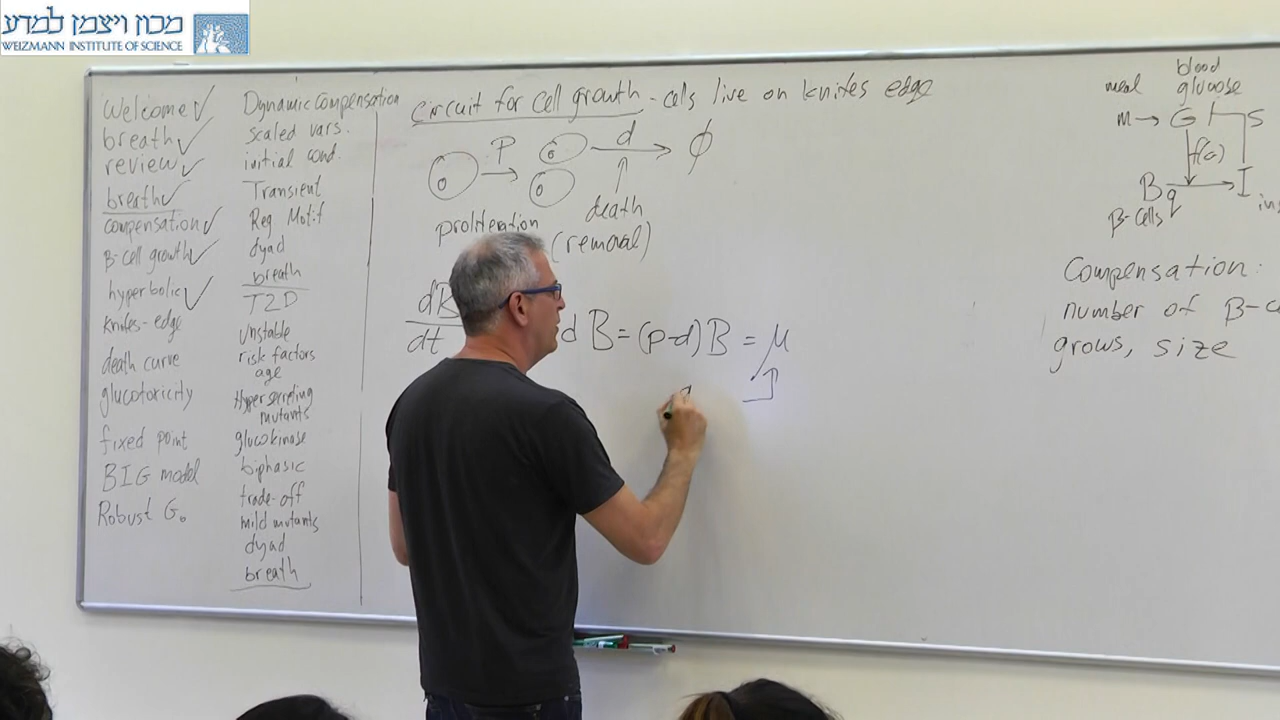 מכון ויצמן למדע
WEIZMANN INSTITUTE OF SCIENCE
Welcome ✓
breath ✓
review ✓
breath ✓
compensation ✓
β-cell growth ✓
hyperbolic ✓
knifes-edge
death curve
glucotoxicity
fixed point
BIG model
Robust G₀
Dynamic compensation
scaled vars.
initial cond.
Transient
Reg Motif
dyad
breath
T2D
unstable
risk factors
age
Hypersecreting
mutants
glucokinase
biphasic
trade-off
mild mutants
dyad
breath
Circuit for cell growth - cells live on knifes edge
P
d
ϕ
proliferation
death
(removal)
dB
dt
d B = (p-d) B = μ
blood
meal glucose
m → G S
f(G)
B q I
β-cells
Compensation:
number of β-
grows, size